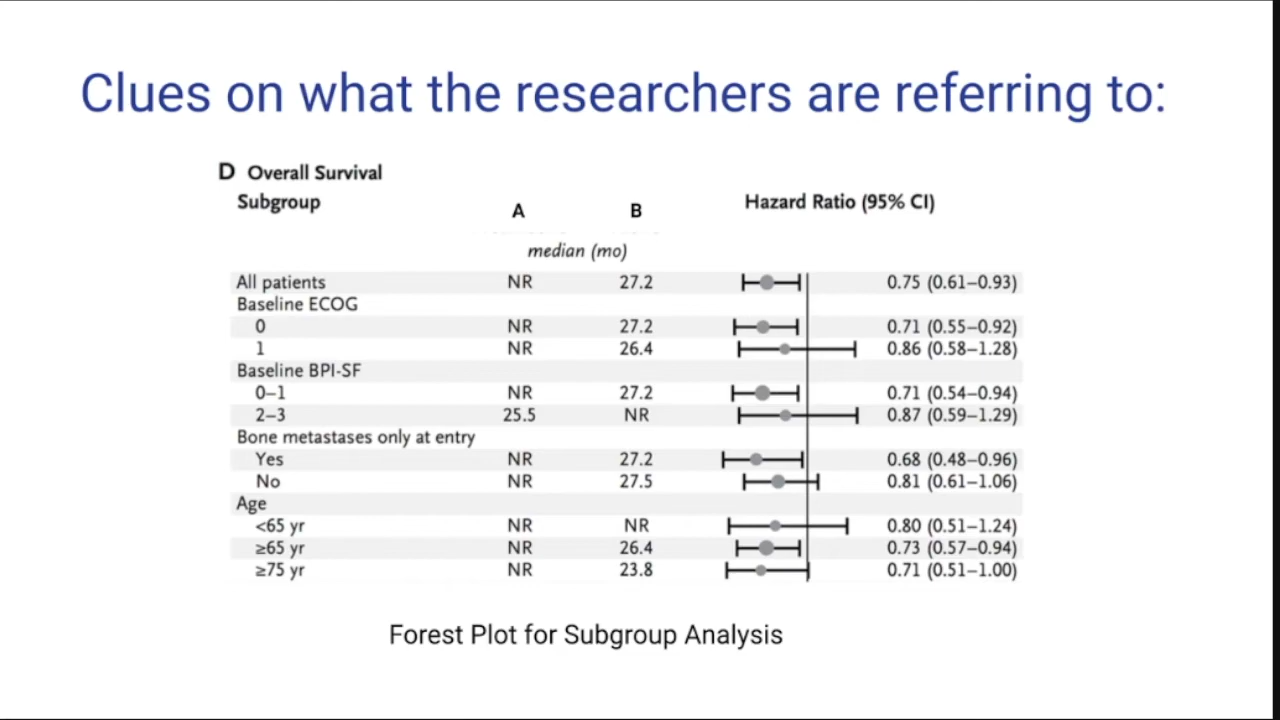 Clues on what the researchers are referring to:
D Overall Survival
Subgroup A B Hazard Ratio (95% CI)
median (mo)
All patients NR 27.2 0.75 (0.61–0.93)
Baseline ECOG
0 NR 27.2 0.71 (0.55–0.92)
1 NR 26.4 0.86 (0.58–1.28)
Baseline BPI-SF
0–1 NR 27.2 0.71 (0.54–0.94)
2–3 25.5 NR 0.87 (0.59–1.29)
Bone metastases only at entry
Yes NR 27.2 0.68 (0.48–0.96)
No NR 27.5 0.81 (0.61–1.06)
Age
<65 yr NR NR 0.80 (0.51–1.24)
≥65 yr NR 26.4 0.73 (0.57–0.94)
≥75 yr NR 23.8 0.71 (0.51–1.00)
Forest Plot for Subgroup Analysis